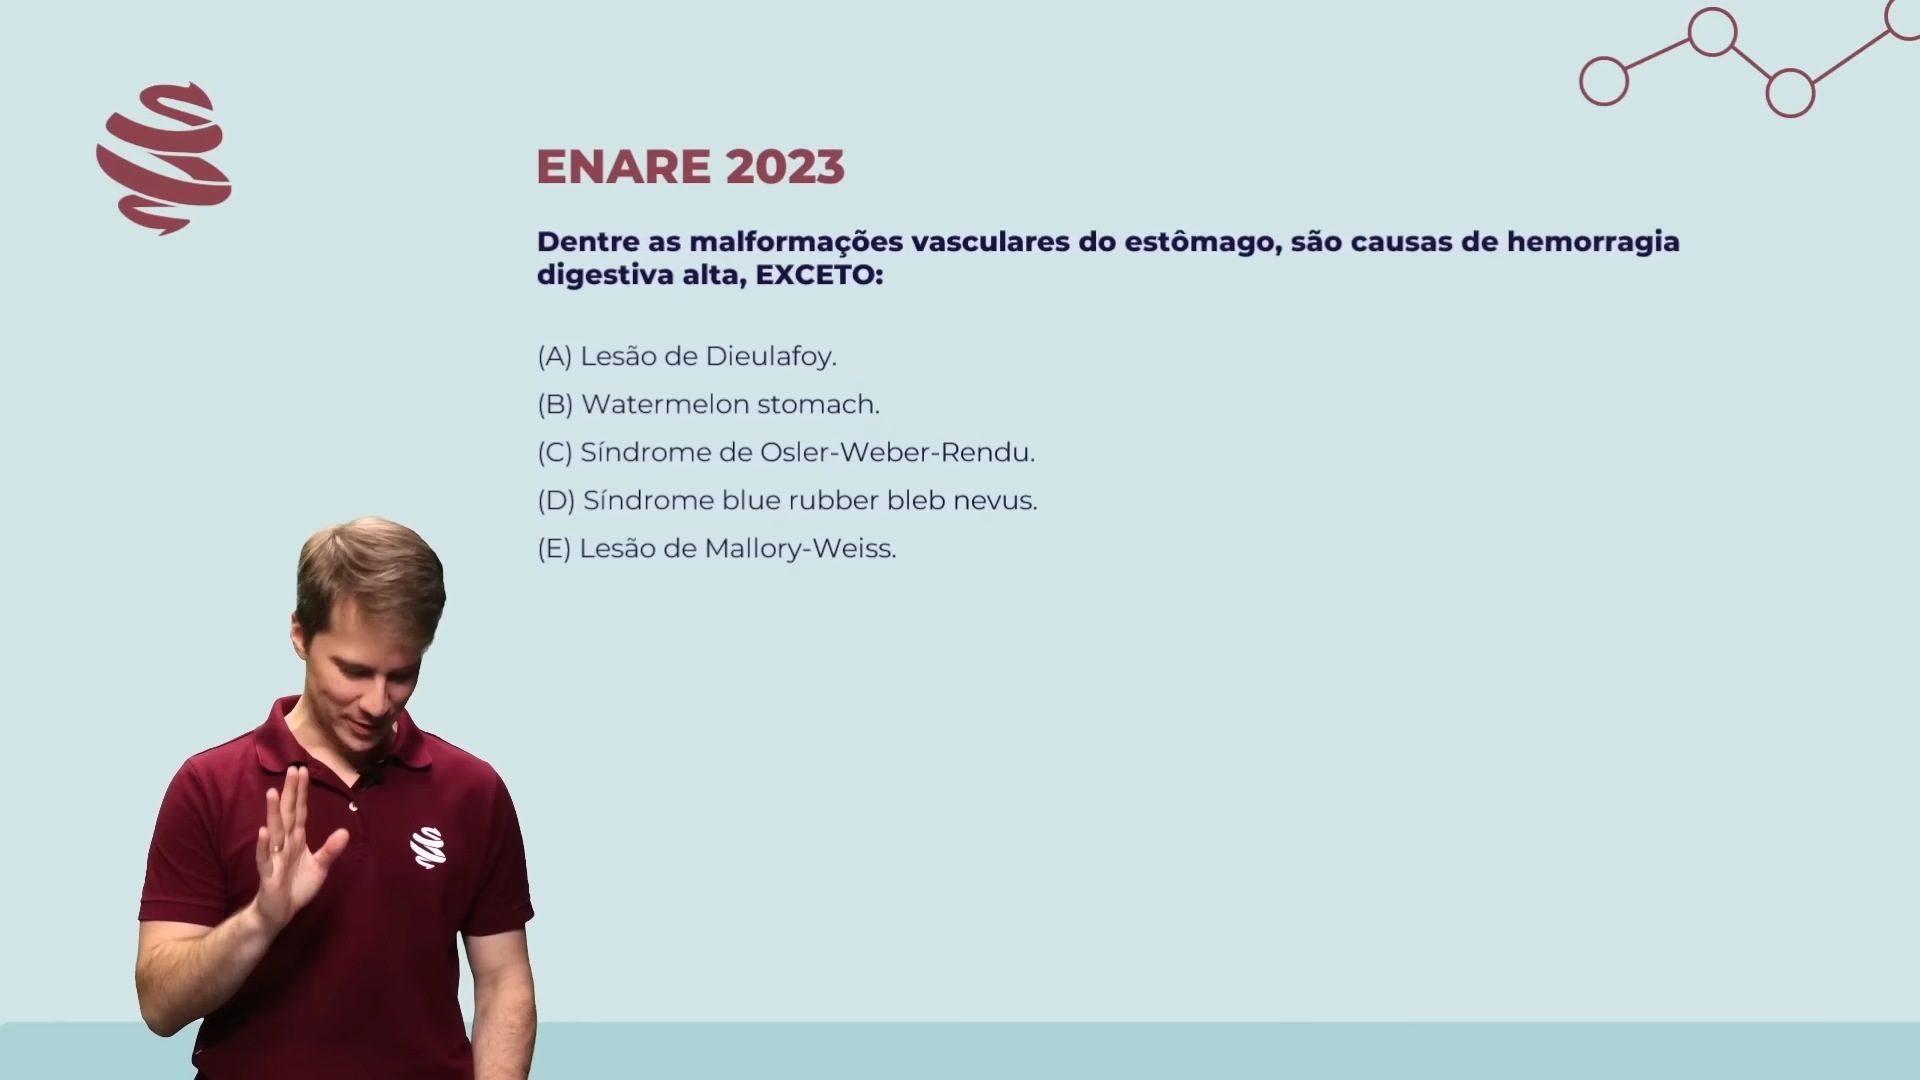 ENARE 2023
Dentre as malformações vasculares do estômago, são causas de hemorragia
digestiva alta, EXCETO:
(A) Lesão de Dieulafoy.
(B) Watermelon stomach.
(C) Síndrome de Osler-Weber-Rendu.
(D) Síndrome blue rubber bleb nevus.
(E) Lesão de Mallory-Weiss.